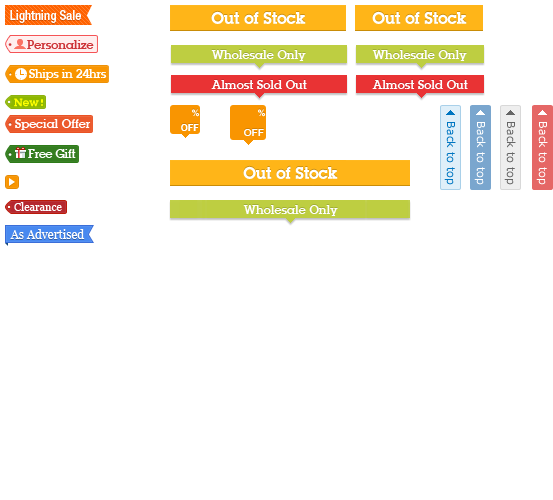 Lightning Sale
Personalize
Ships in 24hrs
New!
Special Offer
Free Gift
Clearance
As Advertised
Out of Stock
Out of Stock
Wholesale Only
Wholesale Only
Almost Sold Out
Almost Sold Out
%
OFF
%
OFF
Out of Stock
Wholesale Only
Back to top
Back to top
Back to top
Back to top